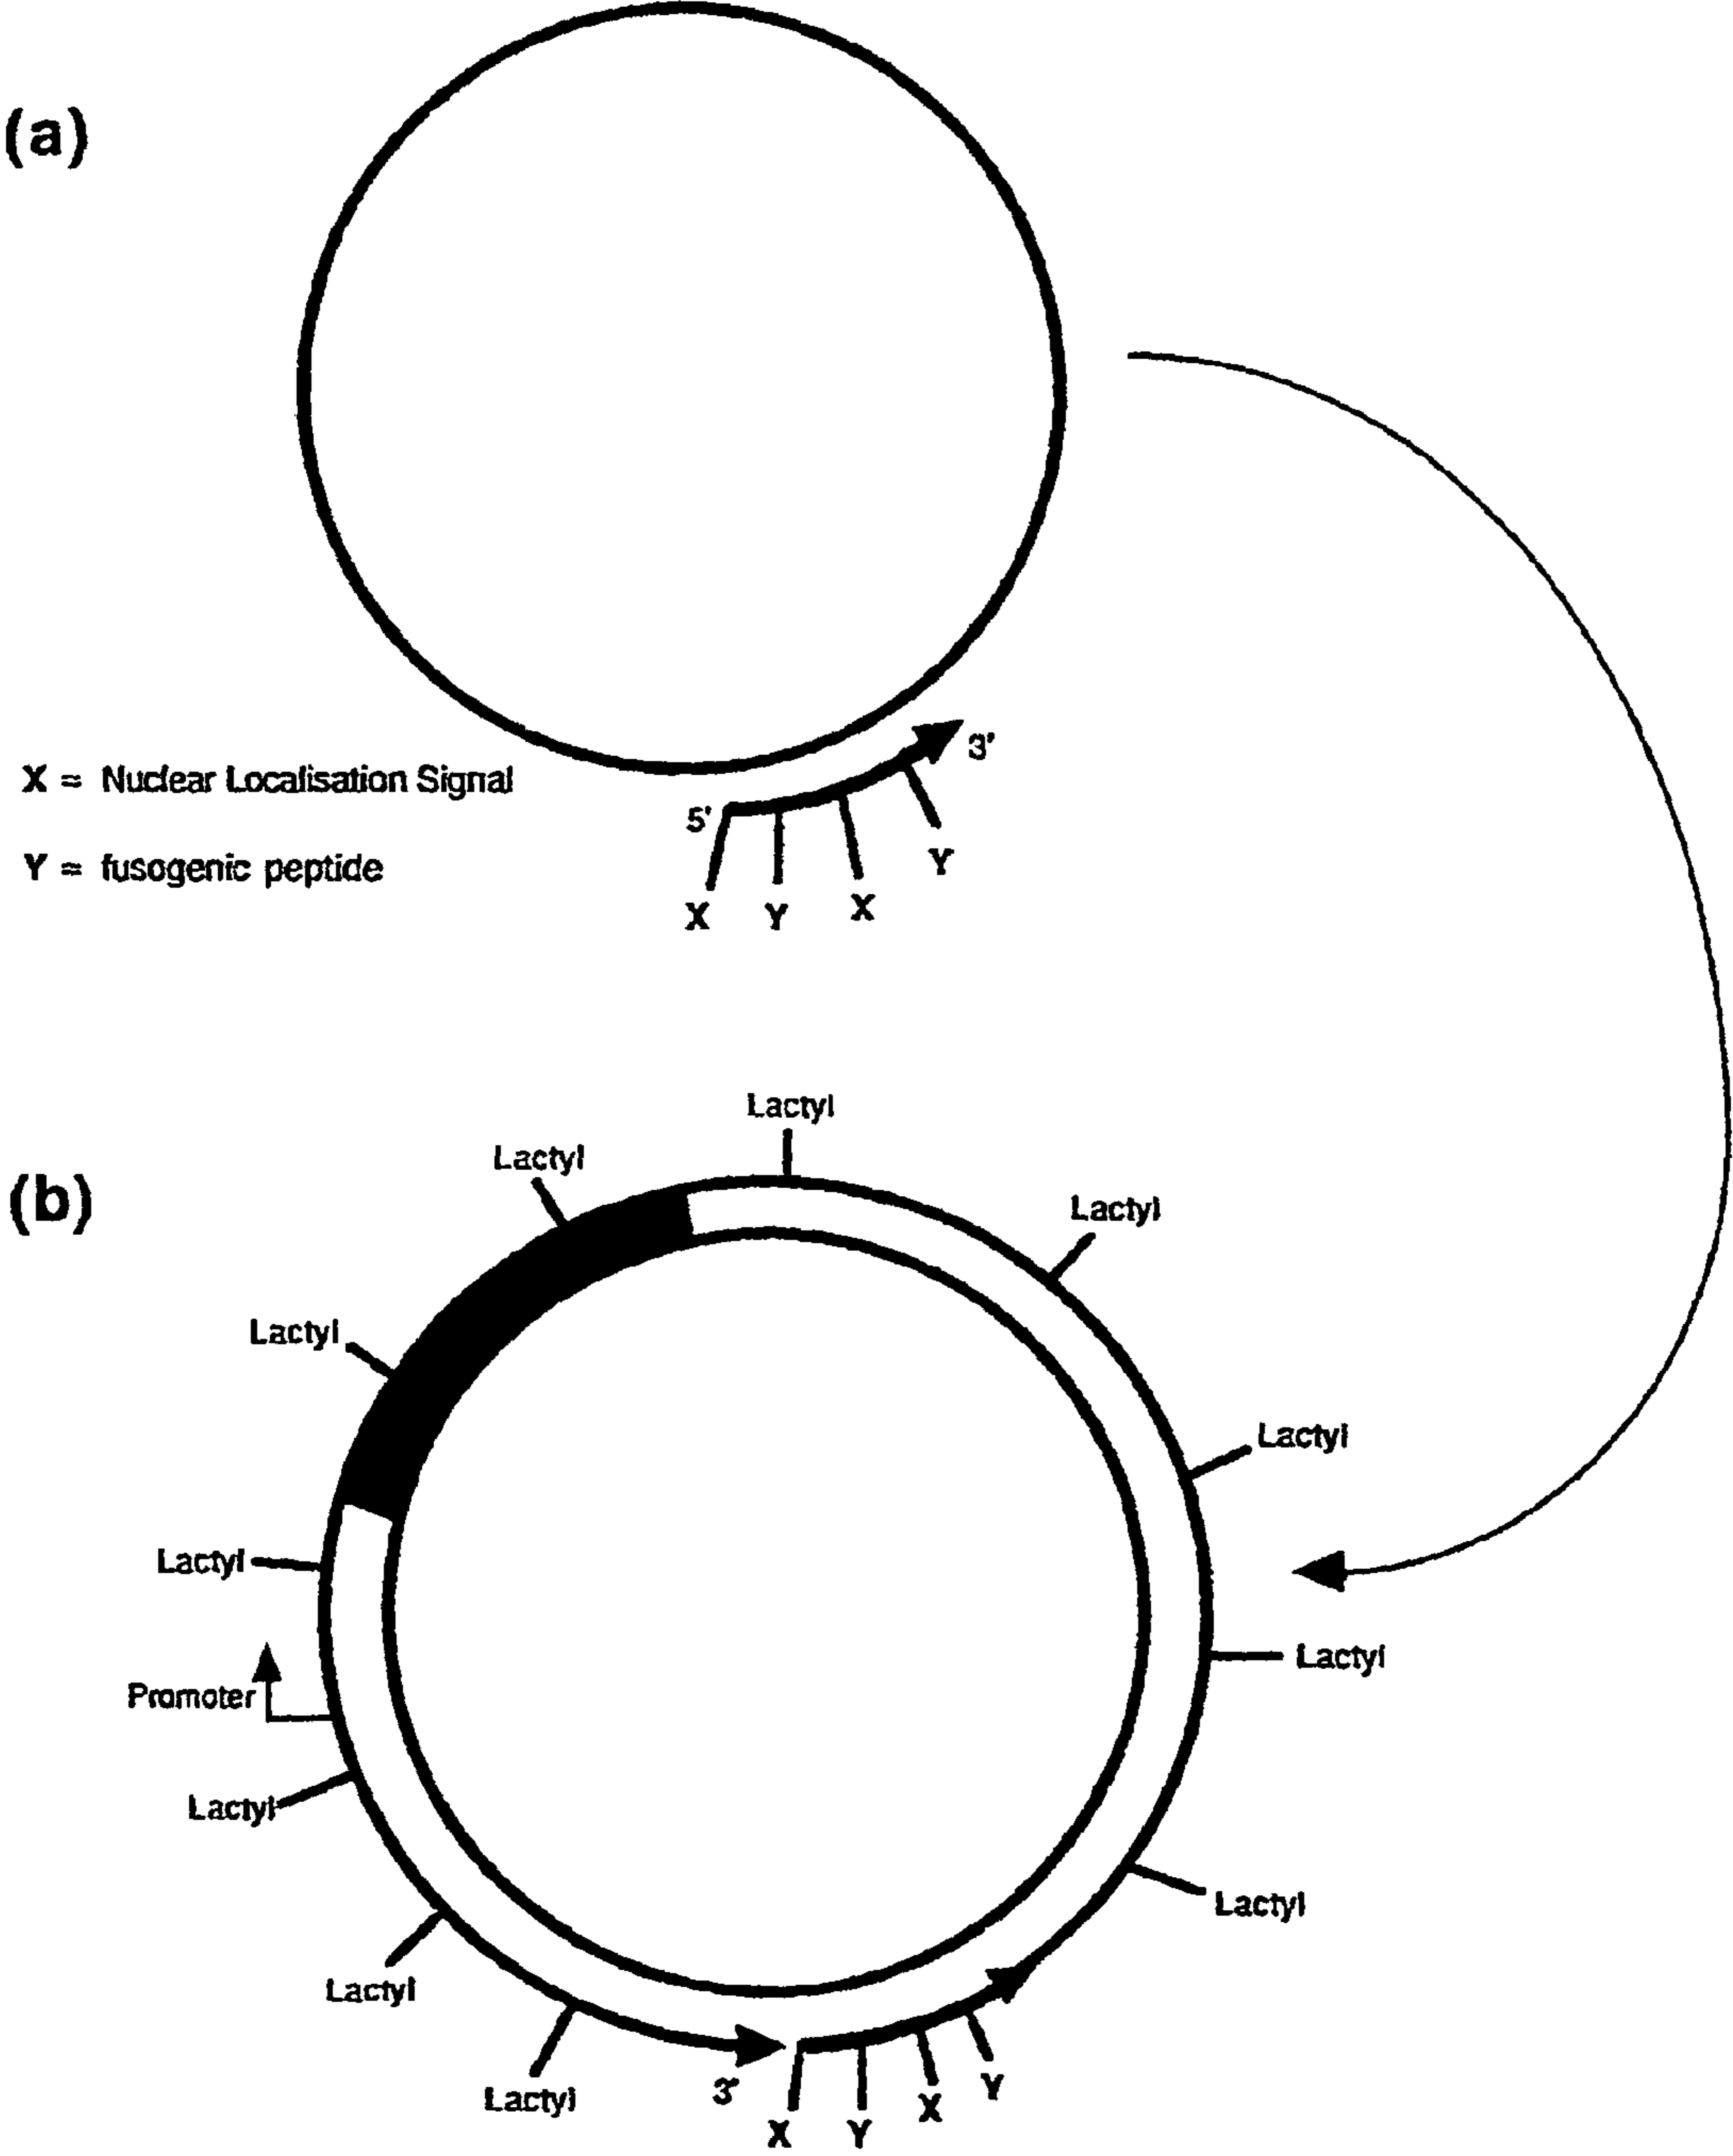 (a)
X = Nuclear Localisation Signal
Y = fusogenic peptide
5'
3'
X
Y
X
Y
(b)
Lactyl
Lactyl
Lactyl
Lactyl
Lactyl
Lactyl
Lactyl
Promoter
Lactyl
Lactyl
Lactyl
Lactyl
3'
X
Y
X
Y